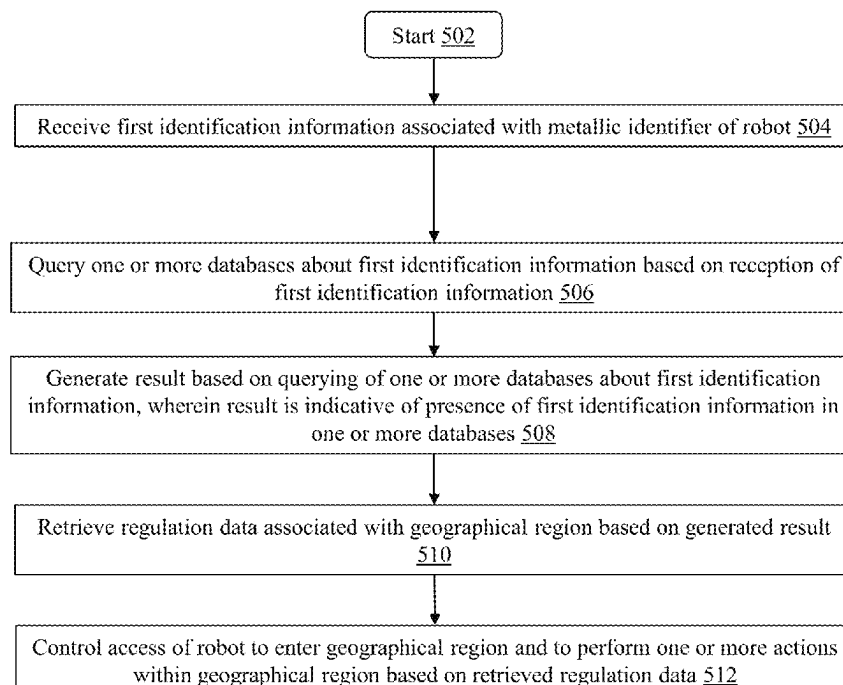 Start 502
Receive first identification information associated with metallic identifier of robot 504
Query one or more databases about first identification information based on reception of
first identification information 506
Generate result based on querying of one or more databases about first identification
information, wherein result is indicative of presence of first identification information in
one or more databases 508
Retrieve regulation data associated with geographical region based on generated result
510
Control access of robot to enter geographical region and to perform one or more actions
within geographical region based on retrieved regulation data 512